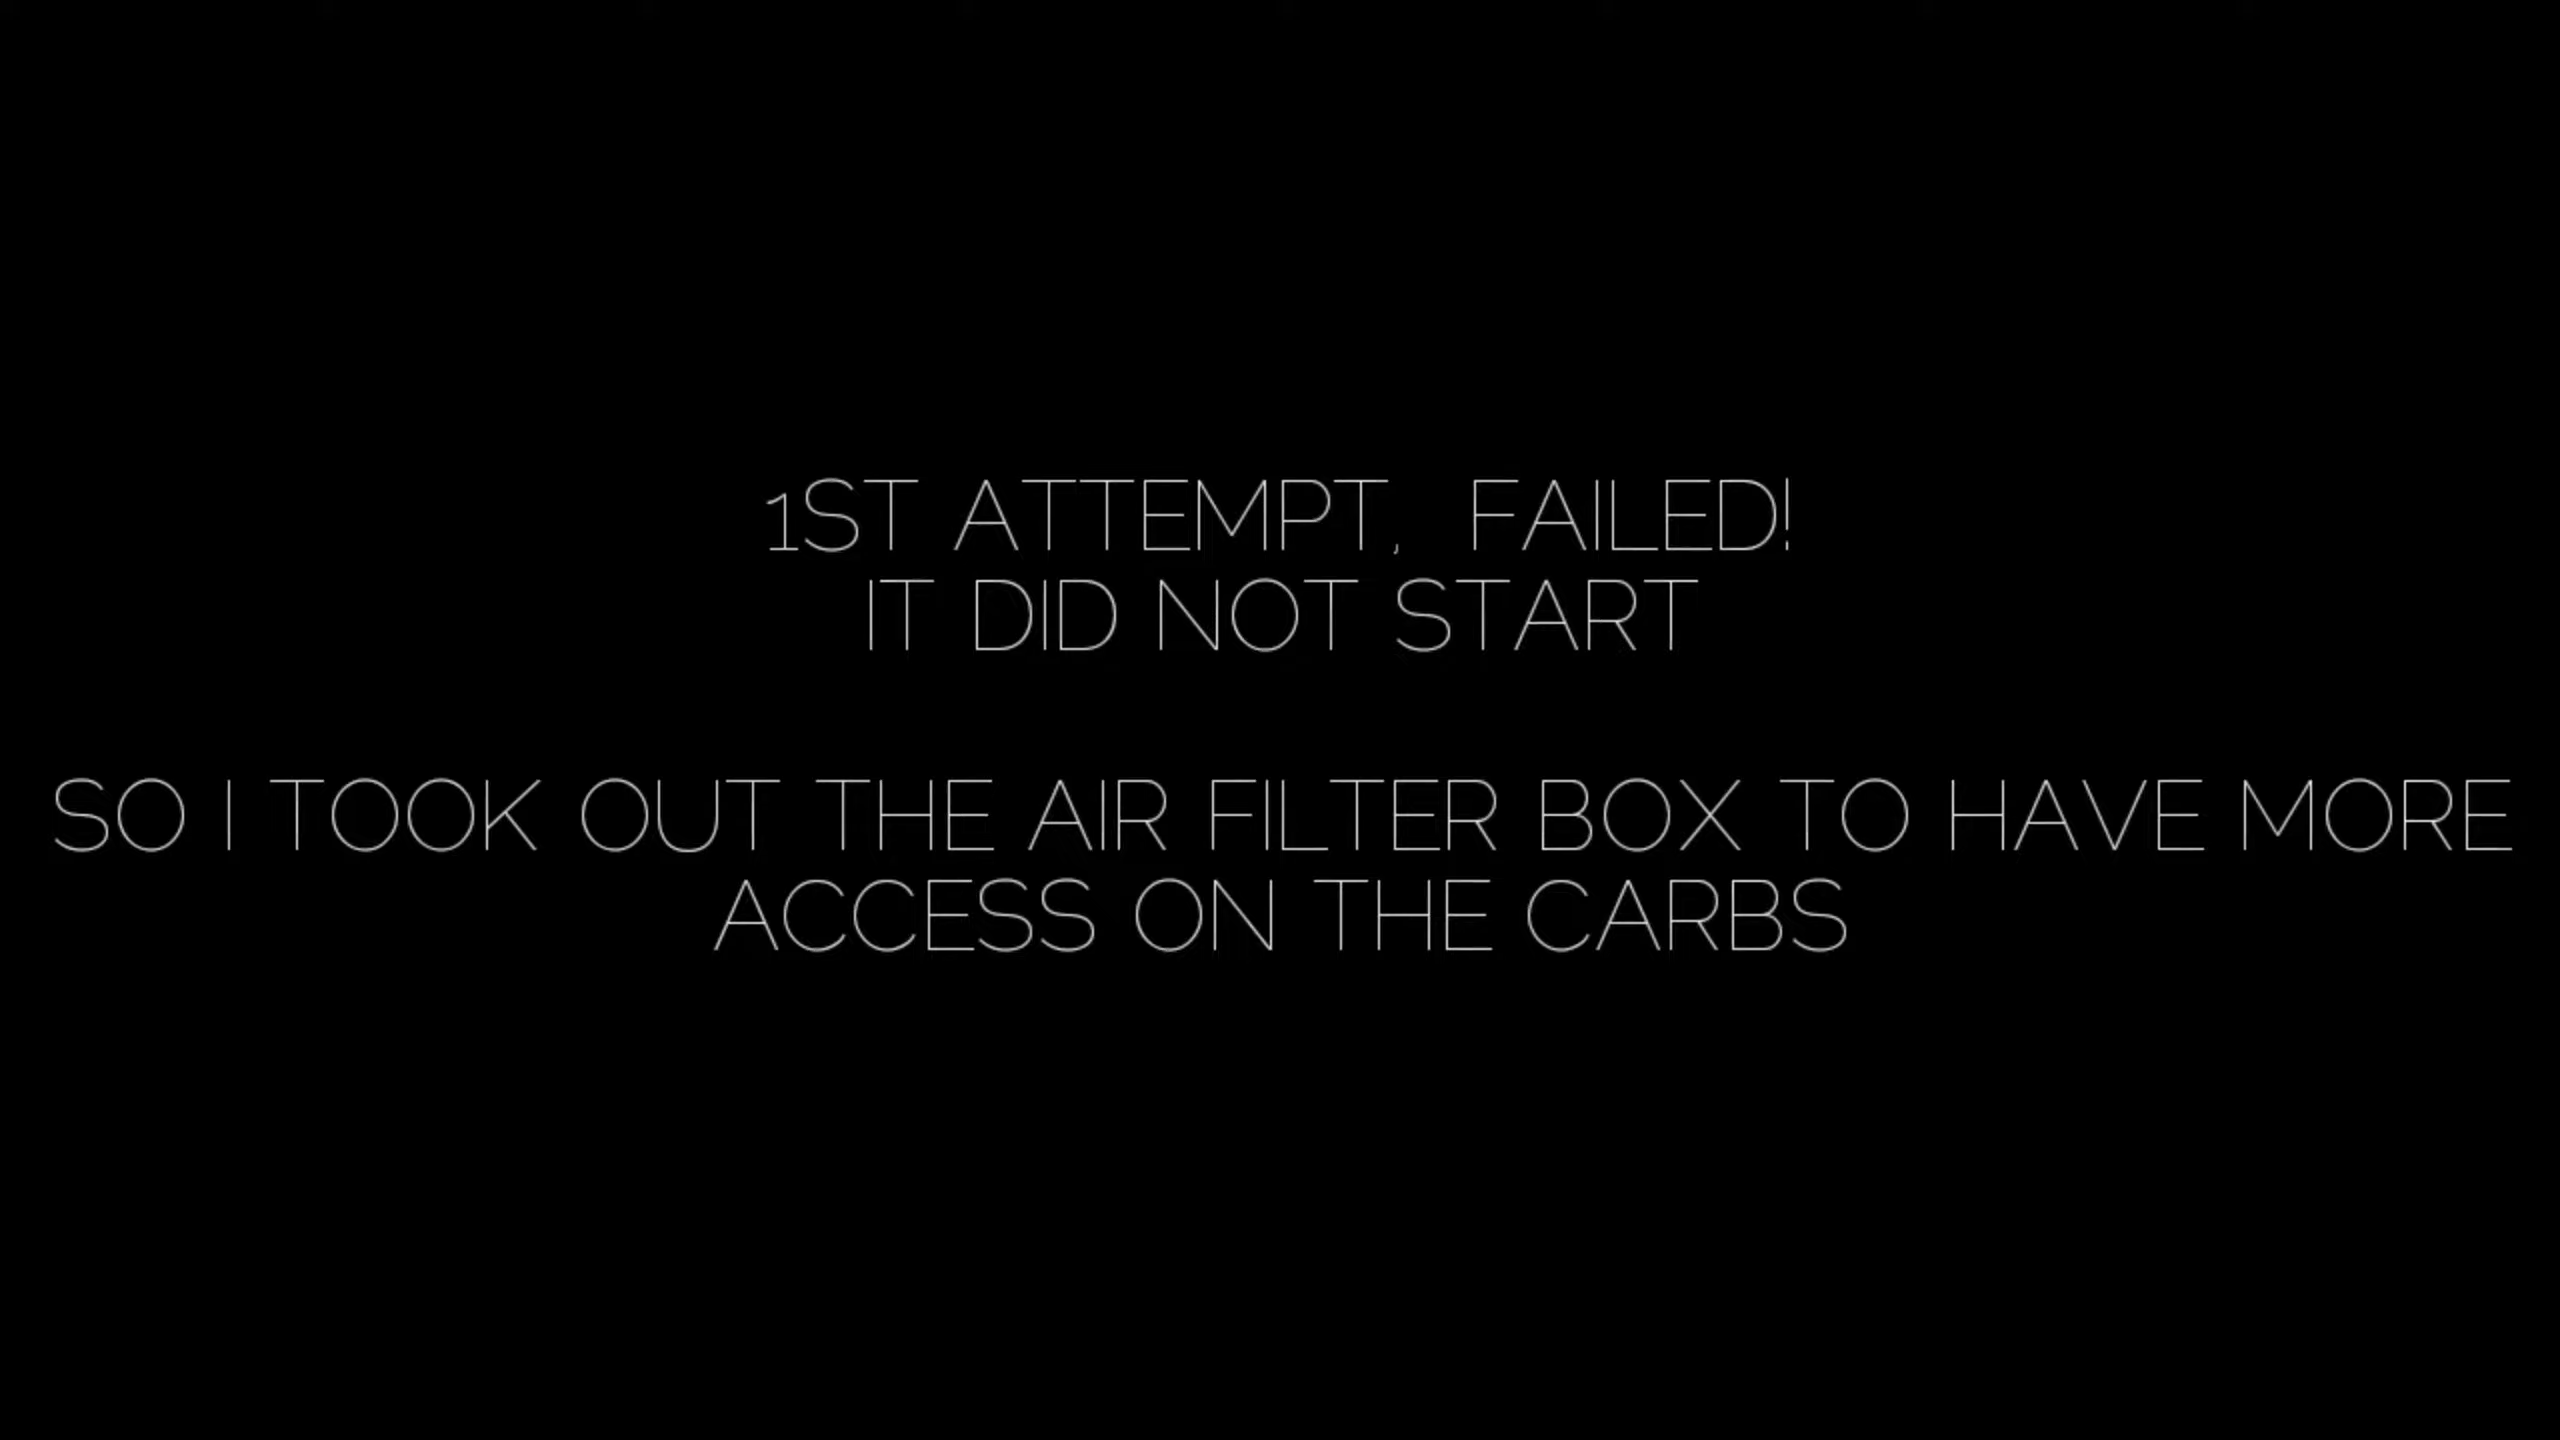 1ST ATTEMPT, FAILED!
IT DID NOT START
SO I TOOK OUT THE AIR FILTER BOX TO HAVE MORE
ACCESS ON THE CARBS